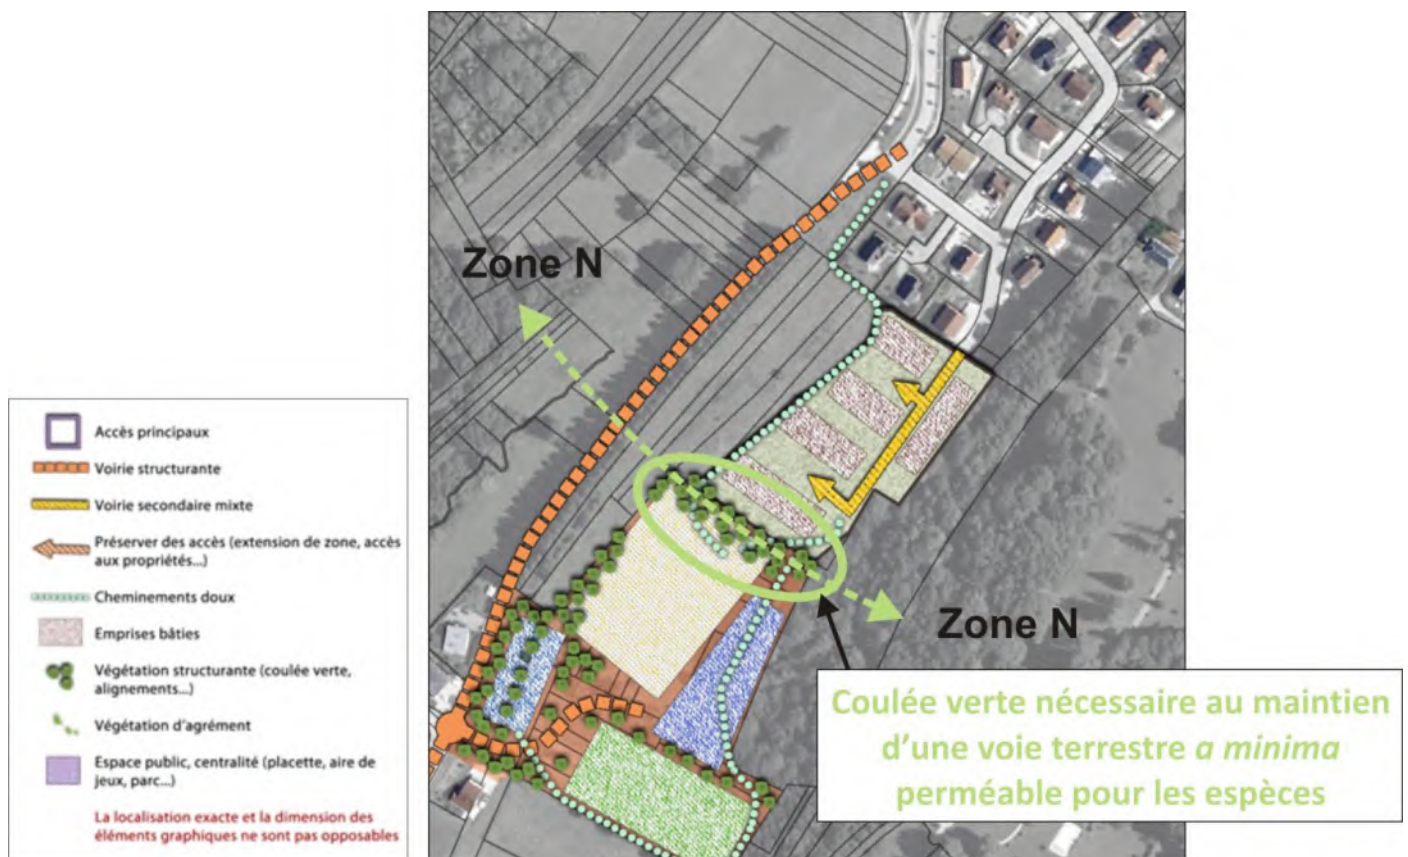 Zone N
Accès principaux
Voirie structurante
Voirie secondaire mixte
Préserver des accès (extension de zone, accès
aux propriétés...)
Cheminements doux
Emprises bâties
Végétation structurante (coulée verte,
alignements...)
Végétation d'agrément
Espace public, centralité (placette, aire de
jeux, parc...)
La localisation exacte et la dimension des
éléments graphiques ne sont pas opposables
Zone N
Coulée verte nécessaire au maintien
d’une voie terrestre a minima
perméable pour les espèces